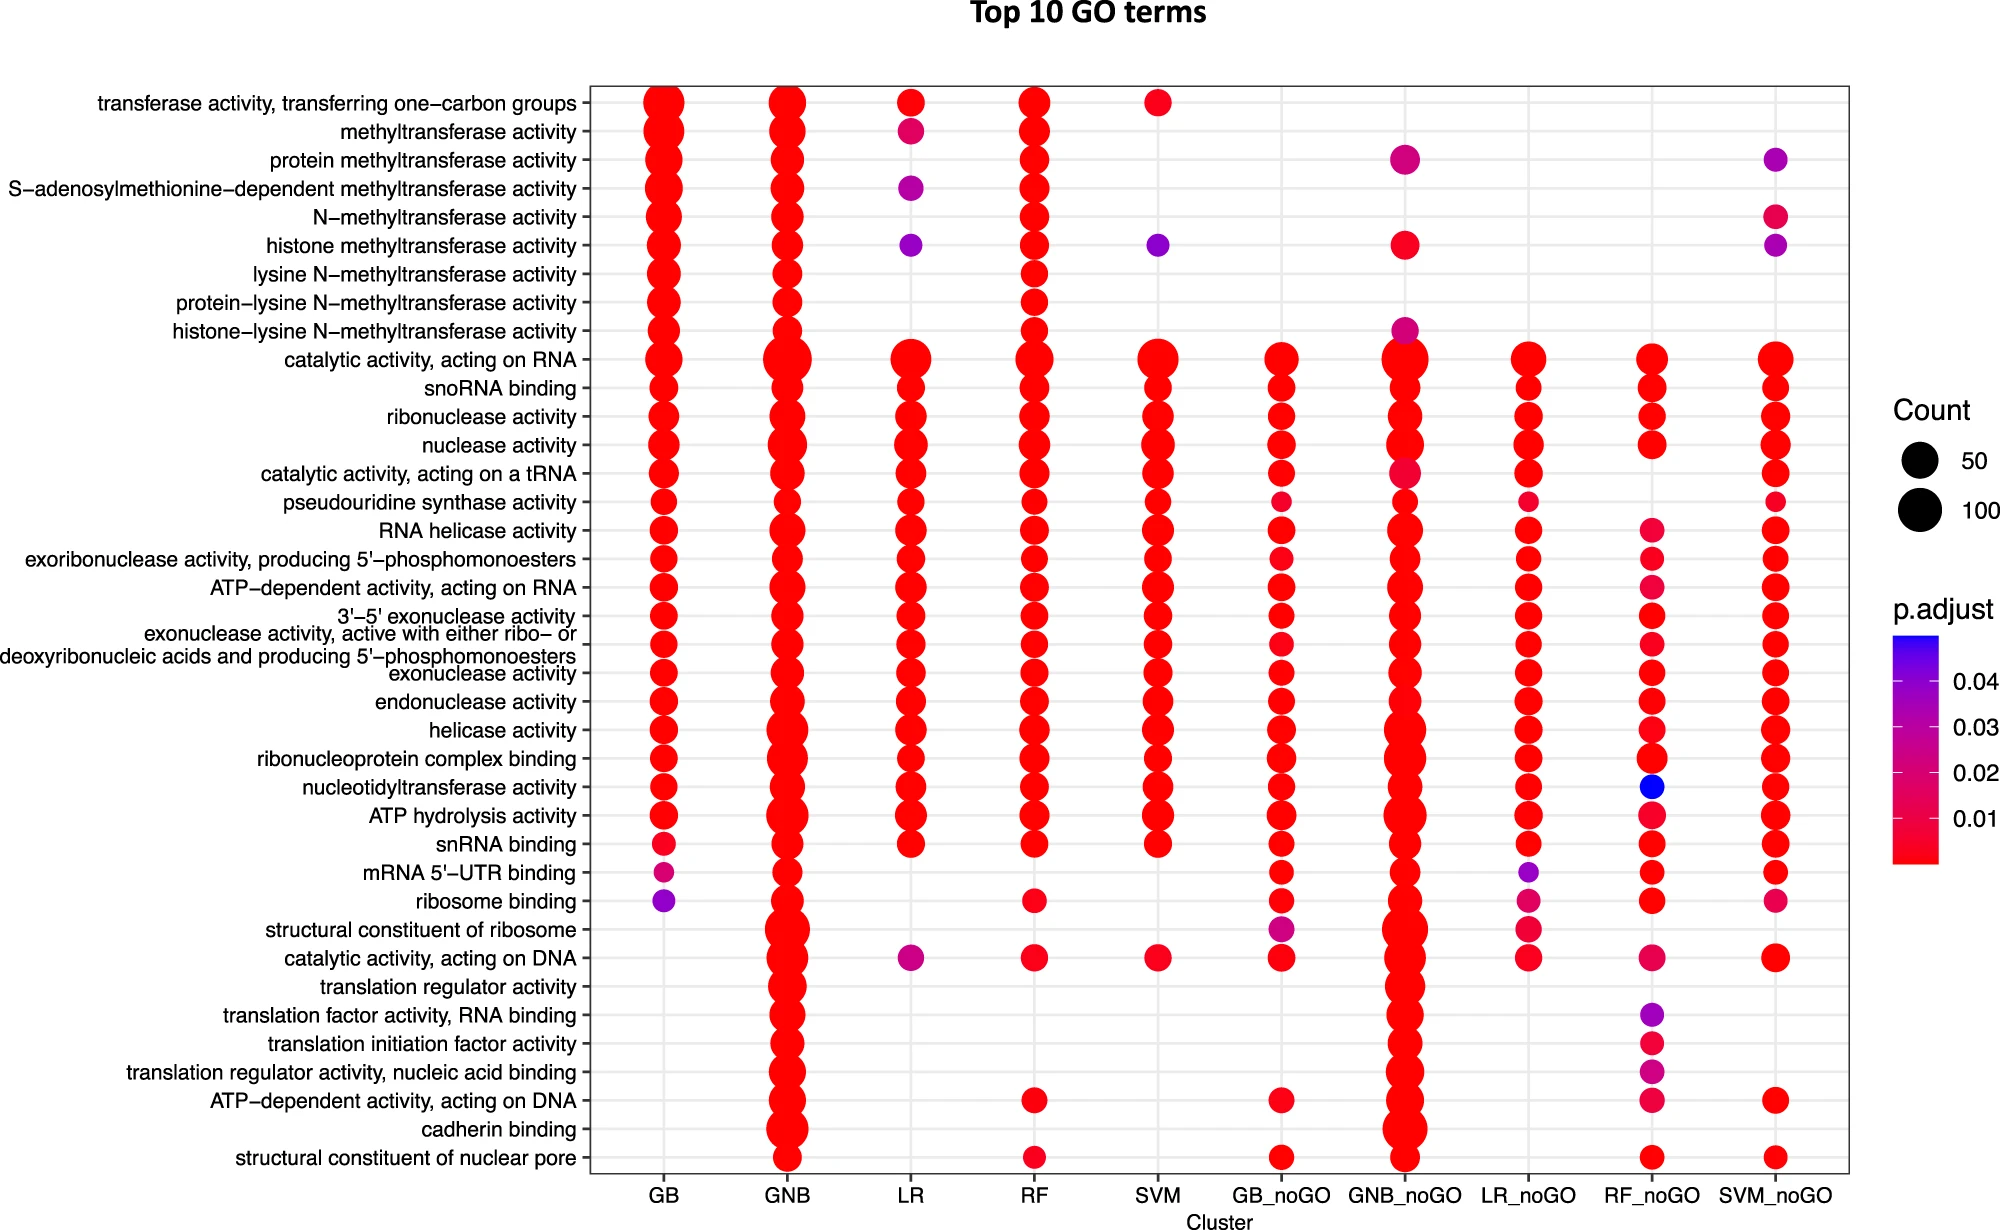 Top 10 GO terms
transferase activity, transferring one−carbon groups
methyltransferase activity
protein methyltransferase activity
S−adenosylmethionine−dependent methyltransferase activity
N−methyltransferase activity
histone methyltransferase activity
lysine N−methyltransferase activity
protein−lysine N−methyltransferase activity
histone−lysine N−methyltransferase activity
catalytic activity, acting on RNA
snoRNA binding
ribonuclease activity
nuclease activity
catalytic activity, acting on a tRNA
pseudouridine synthase activity
RNA helicase activity
exoribonuclease activity, producing 5'−phosphomonoesters
ATP−dependent activity, acting on RNA
3'−5' exonuclease activity
exonuclease activity, active with either ribo− or
deoxyribonucleic acids and producing 5'−phosphomonoesters
exonuclease activity
endonuclease activity
helicase activity
ribonucleoprotein complex binding
nucleotidyltransferase activity
ATP hydrolysis activity
snRNA binding
mRNA 5'−UTR binding
ribosome binding
structural constituent of ribosome
catalytic activity, acting on DNA
translation regulator activity
translation factor activity, RNA binding
translation initiation factor activity
translation regulator activity, nucleic acid binding
ATP−dependent activity, acting on DNA
cadherin binding
structural constituent of nuclear pore
GB GNB LR RF SVM GB_noGO GNB_noGO LR_noGO RF_noGO SVM_noGO
Cluster
Count
50
100
p.adjust
0.04
0.03
0.02
0.01